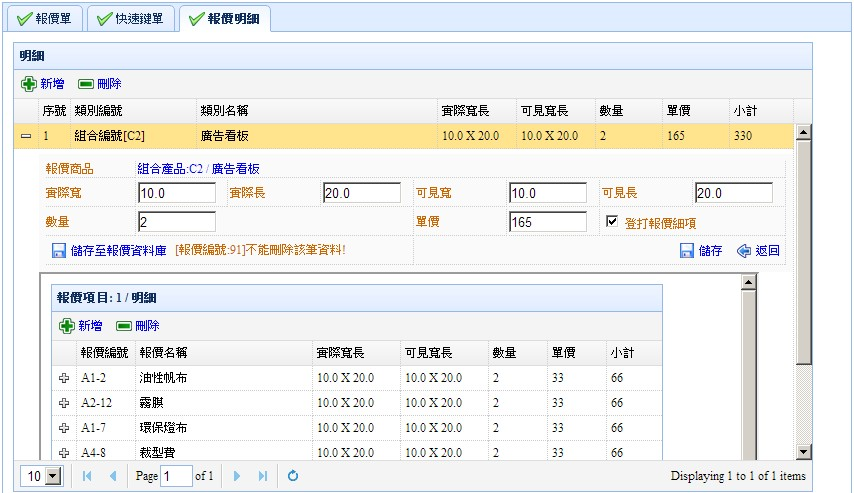 報價單 快速鍵單 報價明細
明細
新增 刪除
序號 類別編號 類別名稱 實際寬長 可見寬長 數量 單價 小計
1 組合編號[C2] 廣告看板 10.0 X 20.0 10.0 X 20.0 2 165 330
報價商品 組合產品:C2 / 廣告看板
實際寬 10.0 實際長 20.0 可見寬 10.0 可見長 20.0
數量 2 單價 165 登打報價細項
儲存至報價資料庫 [報價編號:91]不能刪除該筆資料! 儲存 返回
報價項目: 1 / 明細
新增 刪除
報價編號 報價名稱 實際寬長 可見寬長 數量 單價 小計
A1-2 油性帆布 10.0 X 20.0 10.0 X 20.0 2 33 66
A2-12 霧膜 10.0 X 20.0 10.0 X 20.0 2 33 66
A1-7 環保燈布 10.0 X 20.0 10.0 X 20.0 2 33 66
A4-8 裁型費 10.0 X 20.0 10.0 X 20.0 2 33 66
10 Page 1 of 1 Displaying 1 to 1 of 1 items